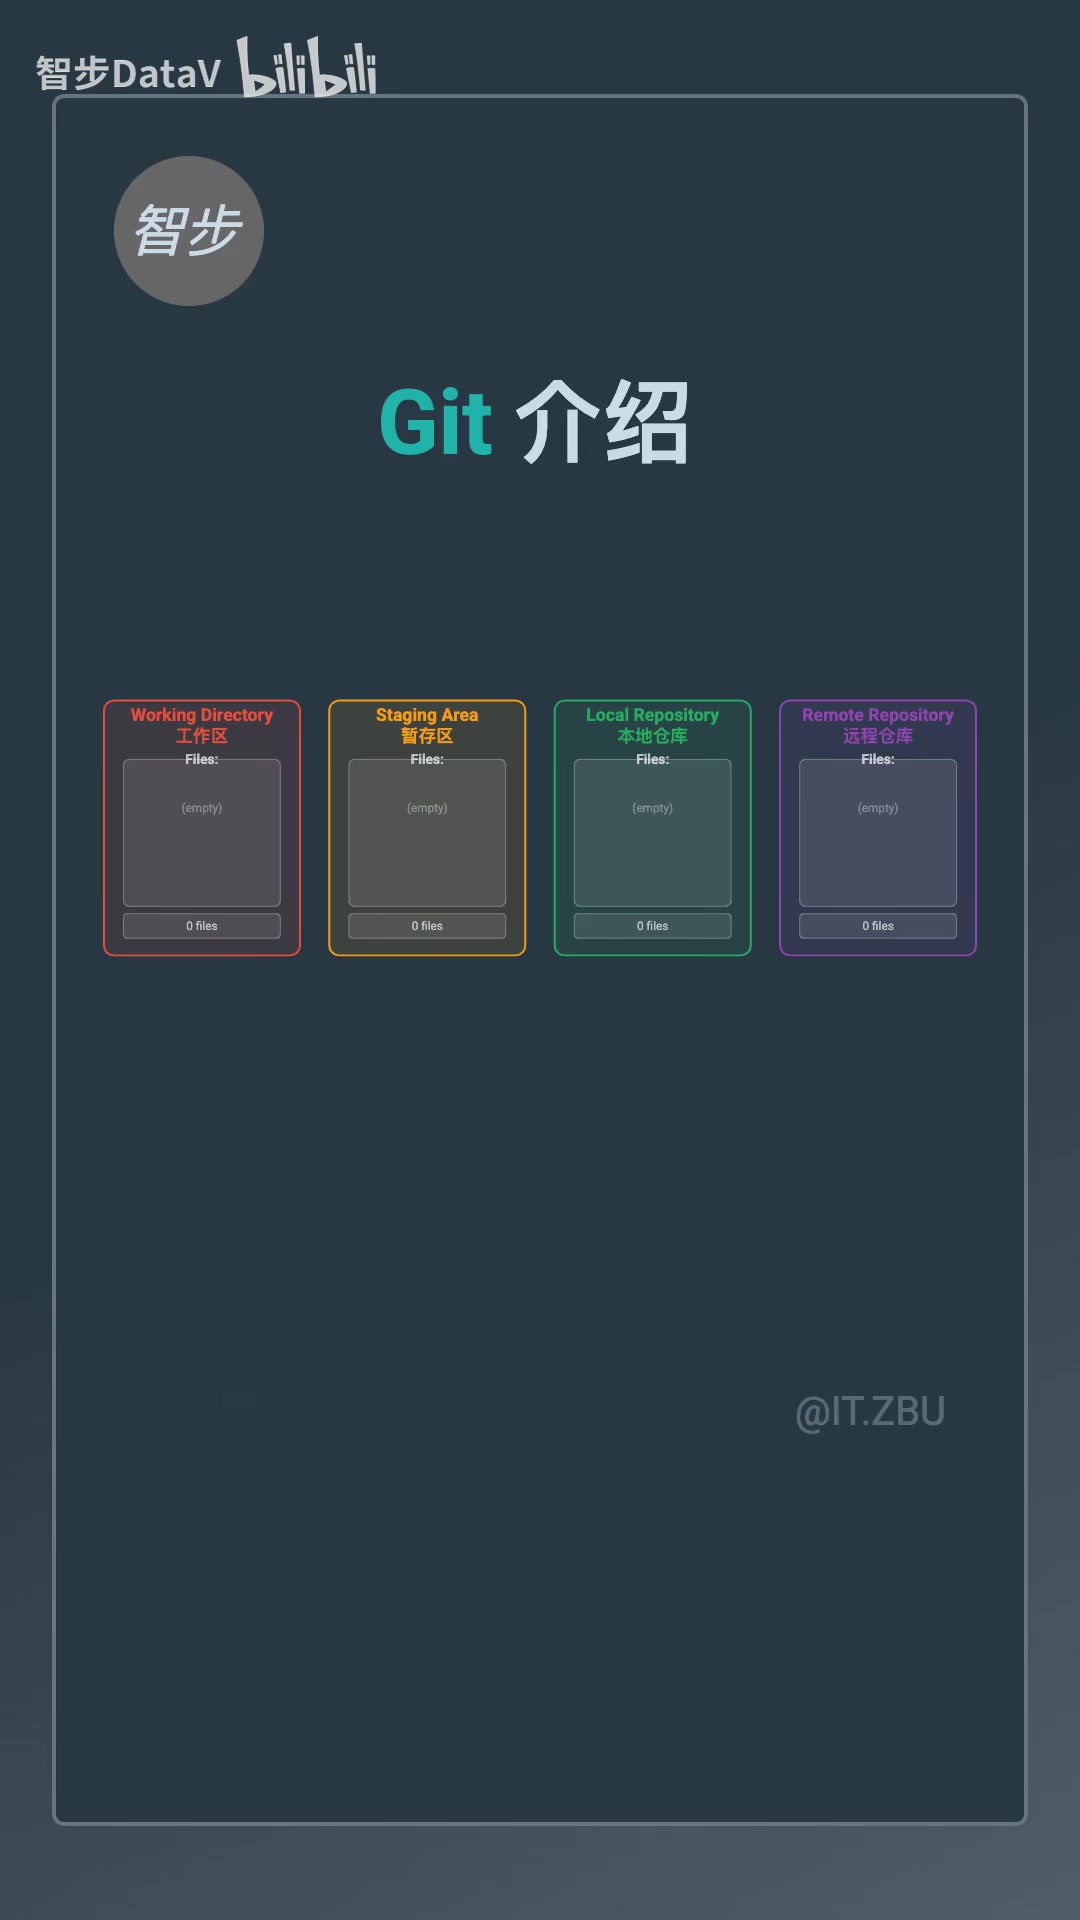 智步DataV bilibili
智步
Git 介绍
Working Directory
工作区
Files:
(empty)
0 files
Staging Area
暂存区
Files:
(empty)
0 files
Local Repository
本地仓库
Files:
(empty)
0 files
Remote Repository
远程仓库
Files:
(empty)
0 files
@IT.ZBU